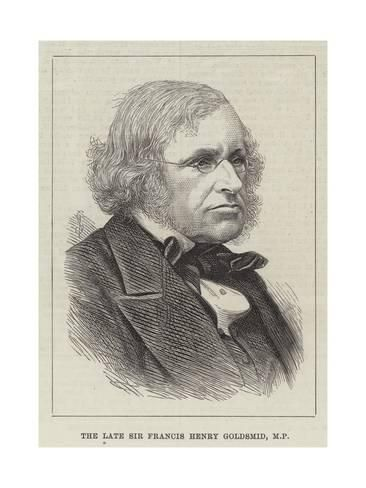 THE LATE SIR FRANCIS HENRY GOLDSMID, M.P.